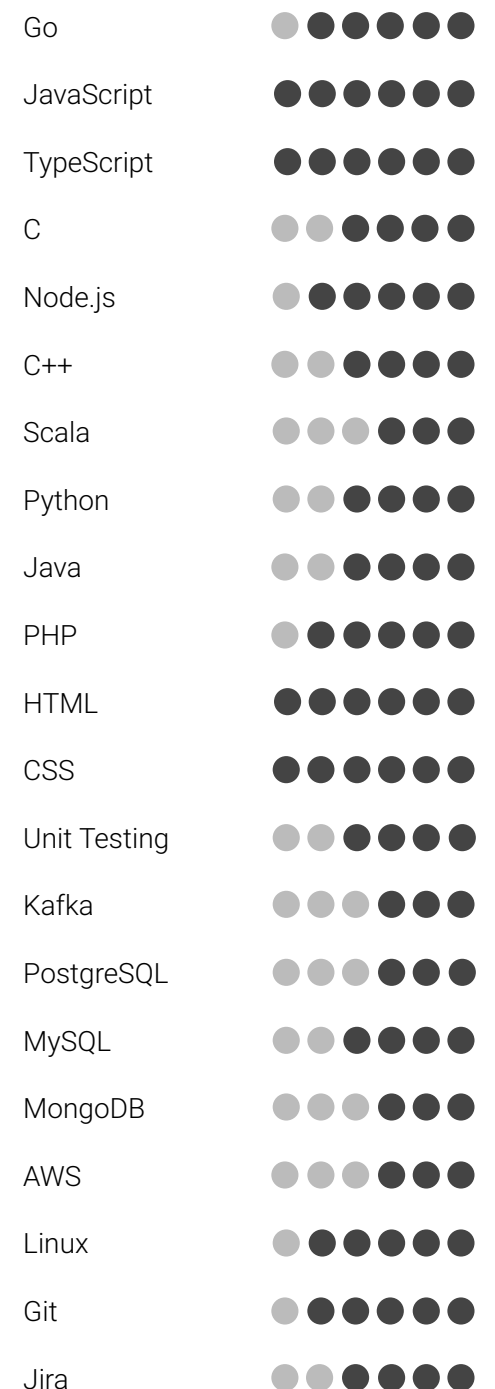 Go
JavaScript
TypeScript
C
Node.js
C++
Scala
Python
Java
PHP
HTML
CSS
Unit Testing
Kafka
PostgreSQL
MySQL
MongoDB
AWS
Linux
Git
Jira